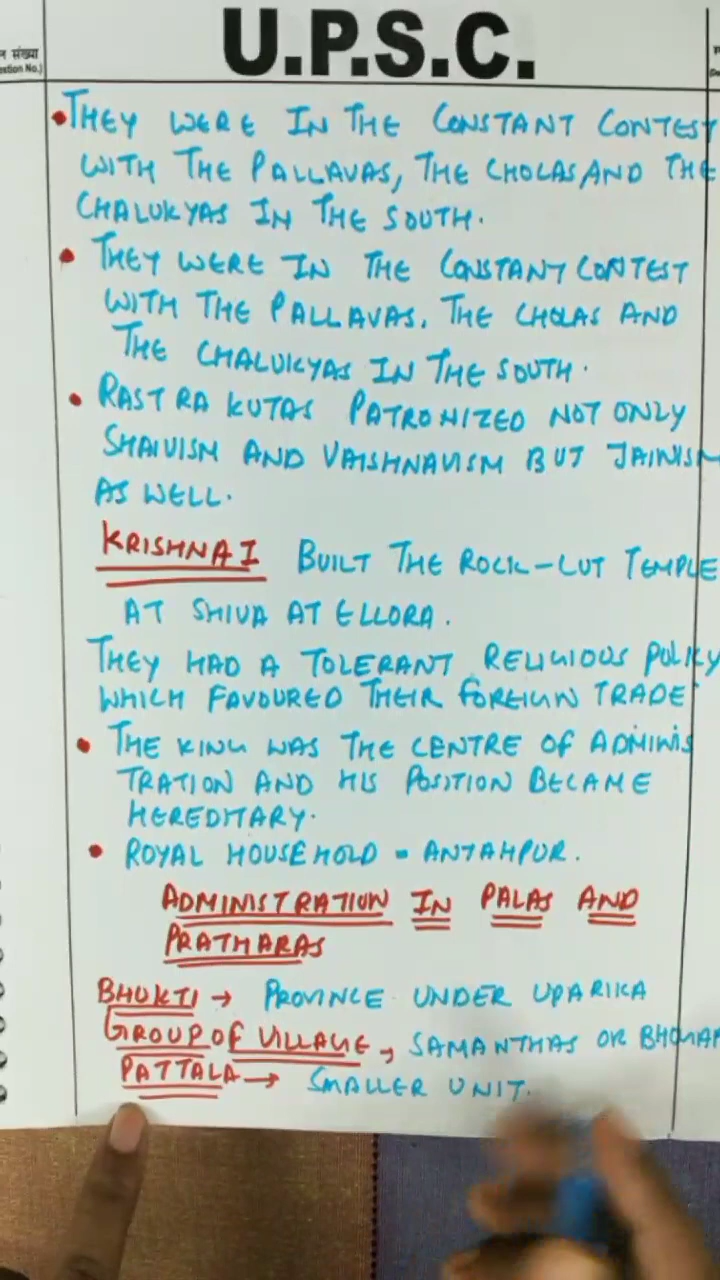 U.P.S.C.
संख्या
stion No.)
• THEY WERE IN THE CONSTANT CONTEST
WITH THE PALLAVAS, THE CHOLAS AND THE
CHALUKYAS IN THE SOUTH.
• THEY WERE IN THE CONSTANT CONTEST
WITH THE PALLAVAS, THE CHOLAS AND
THE CHALUKYAS IN THE SOUTH.
• RASTRA KUTAS PATRONIZED NOT ONLY
SHAIVISM AND VAISHNAVISM BUT JAINISM
AS WELL.
KRISHNA I BUILT THE ROCK-CUT TEMPLE
AT SHIVA AT ELLORA.
THEY HAD A TOLERANT RELIGIOUS POLICY
WHICH FAVOURED THEIR FOREIGN TRADE
• THE KING WAS THE CENTRE OF ADMINIS
TRATION AND HIS POSITION BECAME
HEREDITARY.
• ROYAL HOUSEHOLD = ANTAHPUR.
ADMINISTRATION IN PALAS AND
PRATHARAS
BHUKTI → PROVINCE UNDER UPARIKA
GROUP OF VILLAGE, SAMANTHAS OR
PATTALA → SMALLER UNIT.